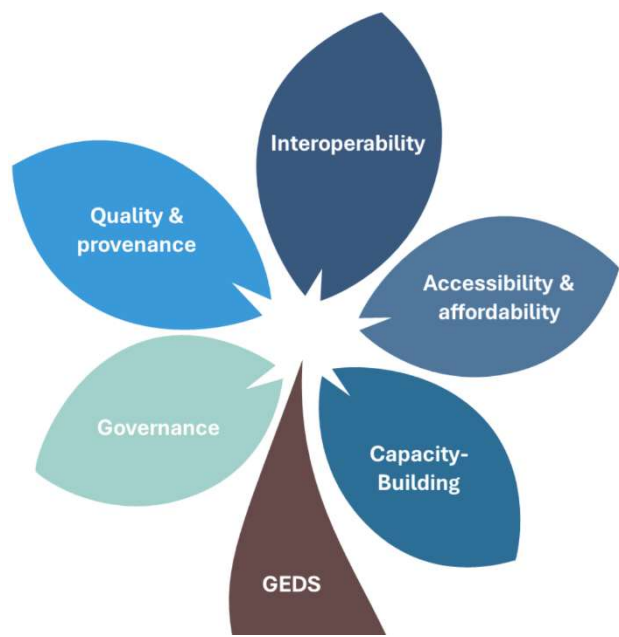 Interoperability
Quality &
provenance
Accessibility &
affordability
Governance
Capacity-
Building
GEDS